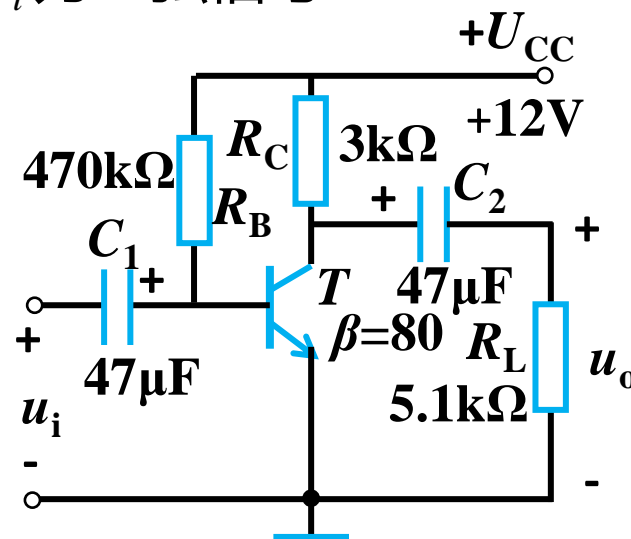 +U_CC
+12V
R_C
3kΩ
470kΩ
R_B
C_2
+
+
C_1
+
T
47μF
+
β=80
R_L
47μF
5.1kΩ
u_o
u_i
-
-